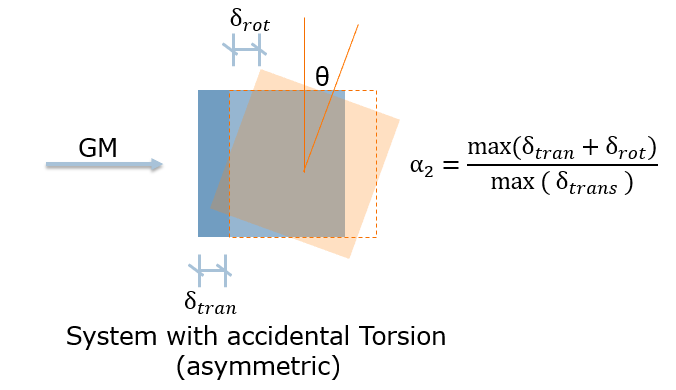 δ_rot
θ
GM
α₂ = max(δ_tran + δ_rot) / max ( δ_trans )
δ_tran
System with accidental Torsion
(asymmetric)